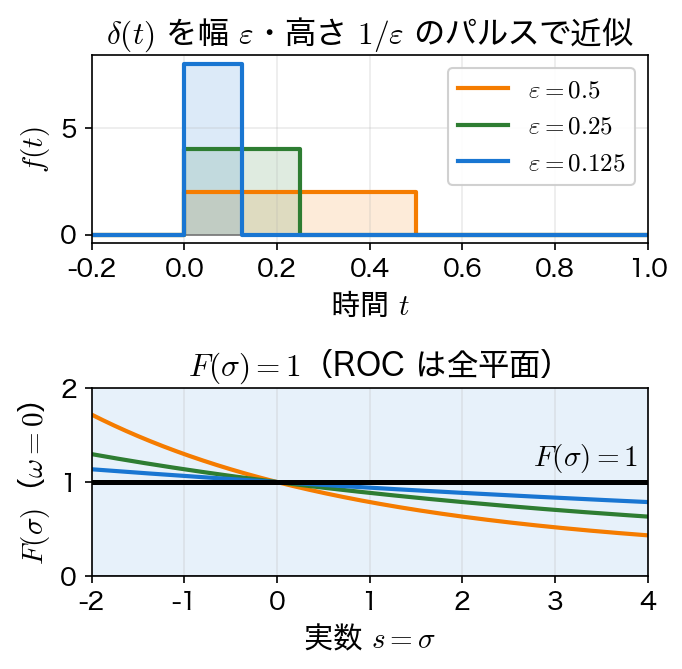 δ(t) を幅 ε・高さ 1/ε のパルスで近似
f(t)
5
0
ε = 0.5
ε = 0.25
ε = 0.125
-0.2 0.0 0.2 0.4 0.6 0.8 1.0
時間 t
F(σ) = 1（ROC は全平面）
F(σ)（ω = 0）
2
1
0
F(σ) = 1
-2 -1 0 1 2 3 4
実数 s = σ